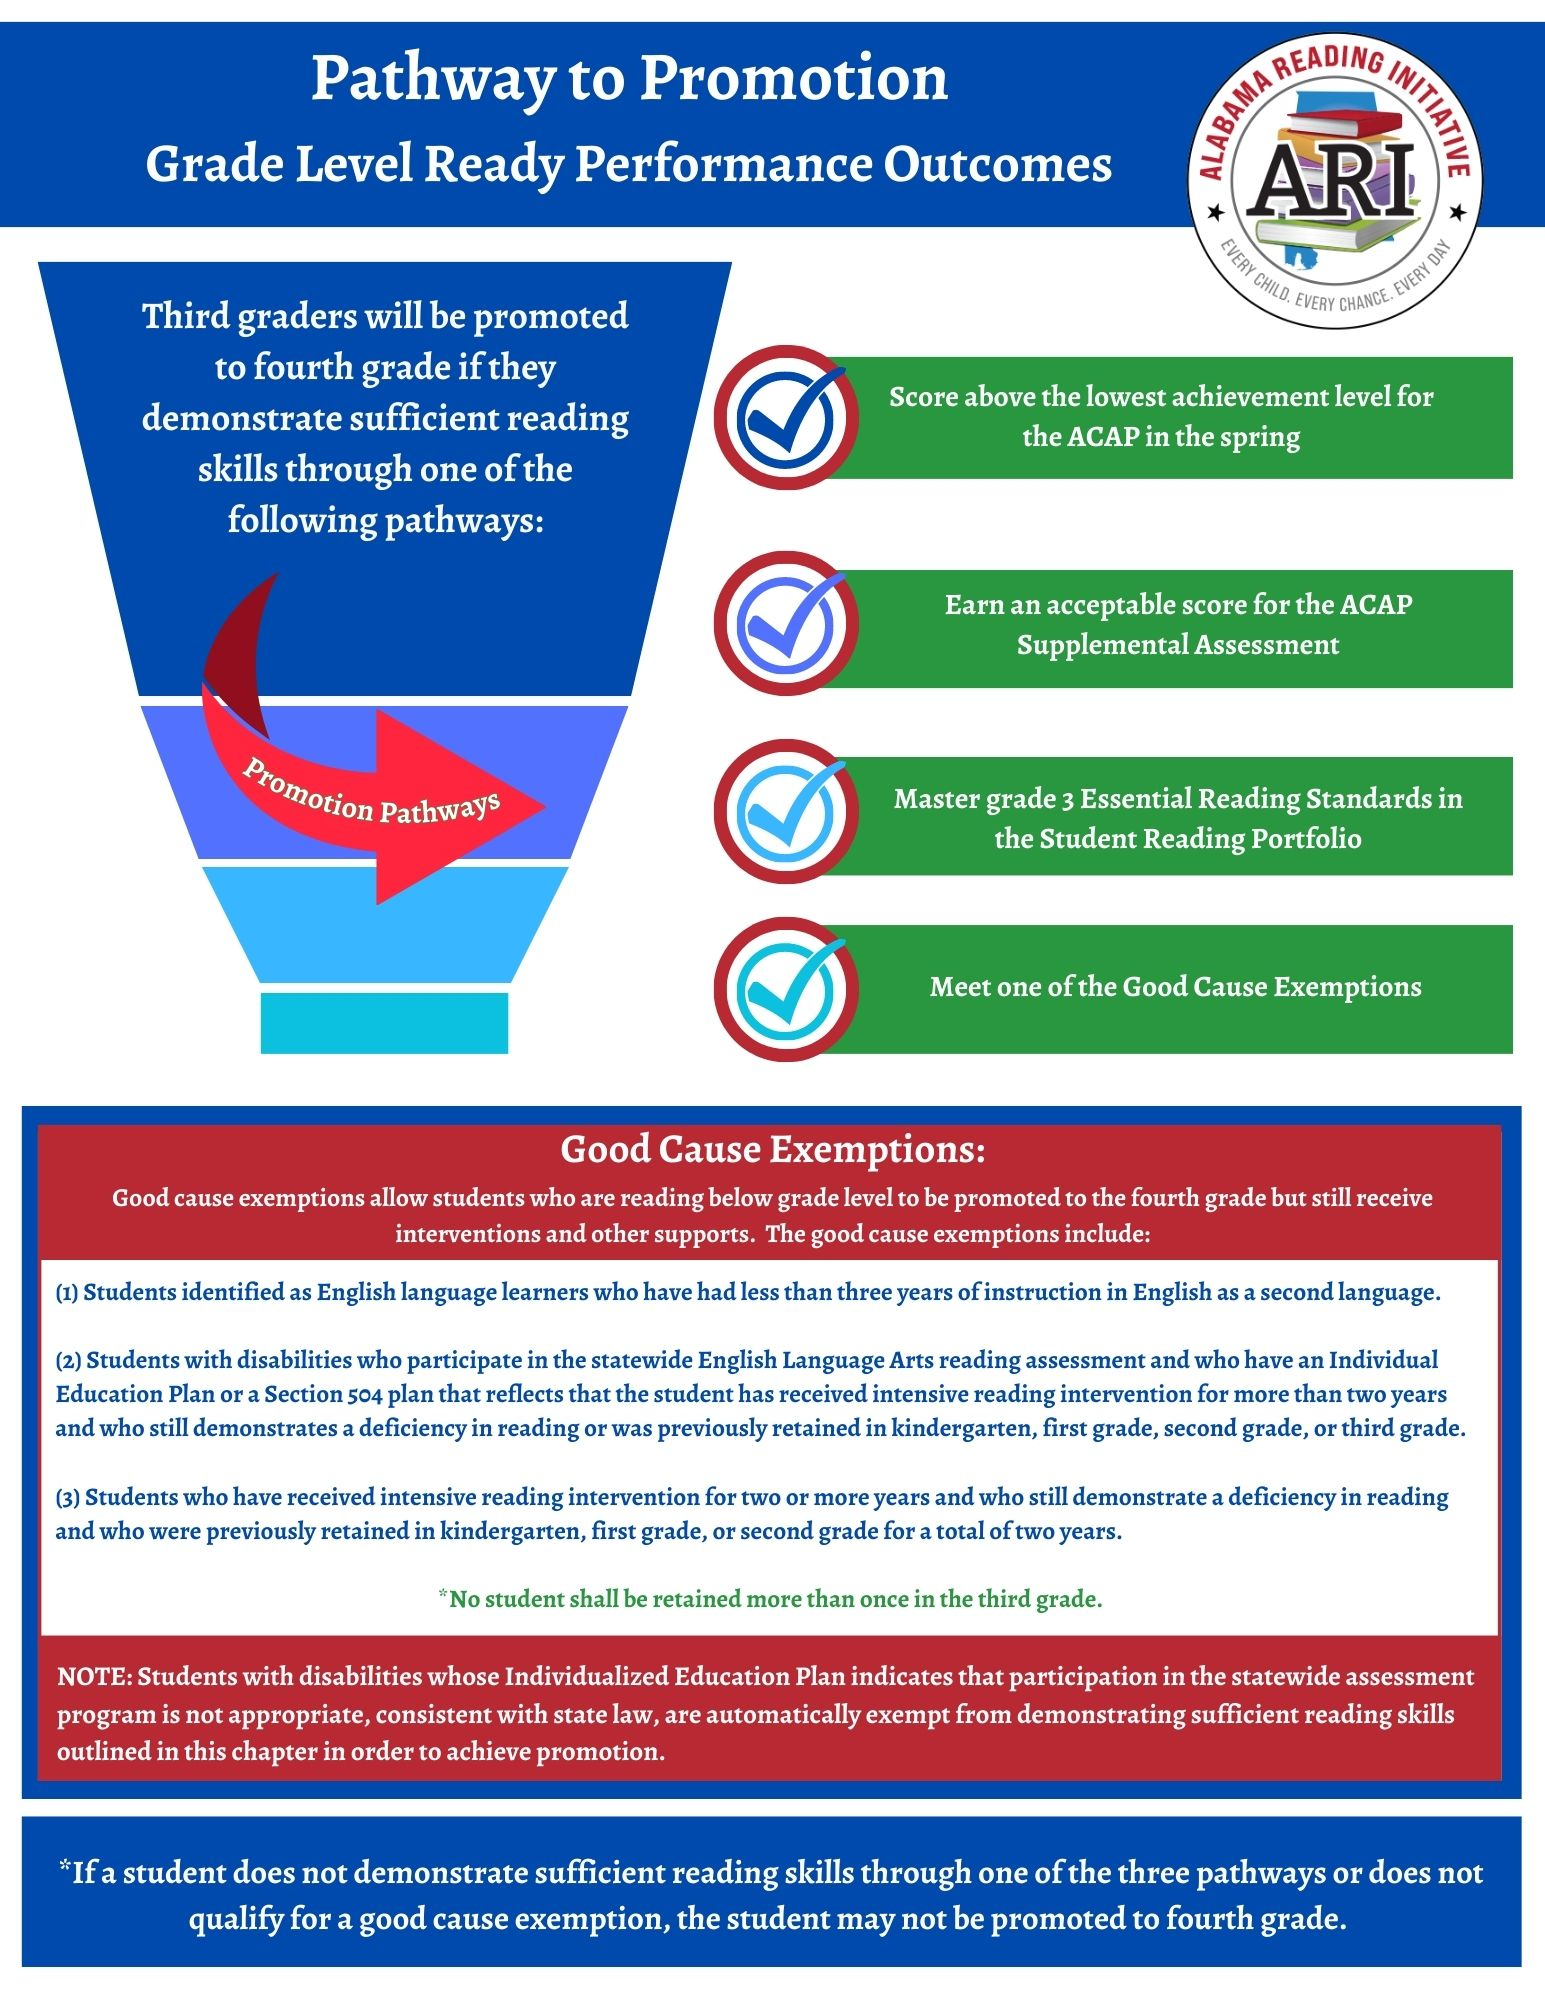 Pathway to Promotion
Grade Level Ready Performance Outcomes
ALABAMA READING INITIATIVE
ARI
EVERY CHILD. EVERY CHANCE. EVERY DAY
Third graders will be promoted
to fourth grade if they
demonstrate sufficient reading
skills through one of the
following pathways:
Promotion Pathways
Score above the lowest achievement level for
the ACAP in the spring
Earn an acceptable score for the ACAP
Supplemental Assessment
Master grade 3 Essential Reading Standards in
the Student Reading Portfolio
Meet one of the Good Cause Exemptions
Good Cause Exemptions:
Good cause exemptions allow students who are reading below grade level to be promoted to the fourth grade but still receive
interventions and other supports. The good cause exemptions include:
(1) Students identified as English language learners who have had less than three years of instruction in English as a second language.
(2) Students with disabilities who participate in the statewide English Language Arts reading assessment and who have an Individual
Education Plan or a Section 504 plan that reflects that the student has received intensive reading intervention for more than two years
and who still demonstrates a deficiency in reading or was previously retained in kindergarten, first grade, second grade, or third grade.
(3) Students who have received intensive reading intervention for two or more years and who still demonstrate a deficiency in reading
and who were previously retained in kindergarten, first grade, or second grade for a total of two years.
*No student shall be retained more than once in the third grade.
NOTE: Students with disabilities whose Individualized Education Plan indicates that participation in the statewide assessment
program is not appropriate, consistent with state law, are automatically exempt from demonstrating sufficient reading skills
outlined in this chapter in order to achieve promotion.
*If a student does not demonstrate sufficient reading skills through one of the three pathways or does not
qualify for a good cause exemption, the student may not be promoted to fourth grade.